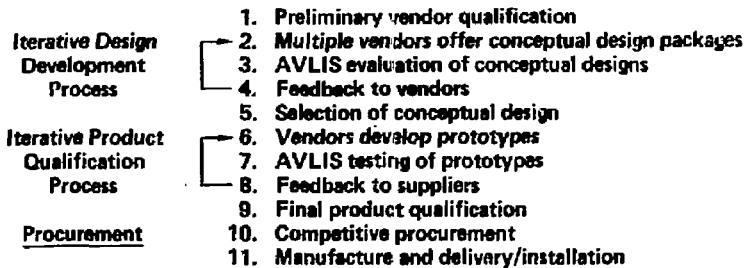 1. Preliminary vendor qualification
Iterative Design 2. Multiple vendors offer conceptual design packages
Development 3. AVLIS evaluation of conceptual designs
Process 4. Feedback to vendors
5. Selection of conceptual design
Iterative Product 6. Vendors develop prototypes
Qualification 7. AVLIS testing of prototypes
Process 8. Feedback to suppliers
9. Final product qualification
Procurement 10. Competitive procurement
11. Manufacture and delivery/installation